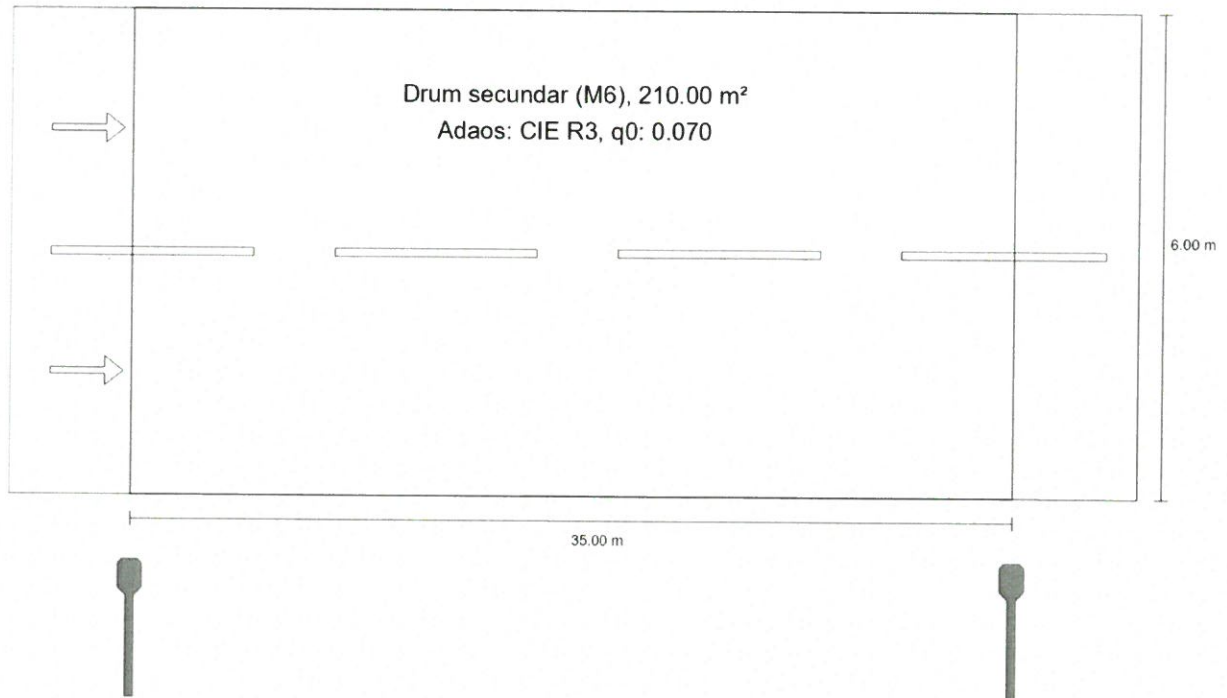 Drum secundar (M6), 210.00 m²
Adaos: CIE R3, q0: 0.070
6.00 m
35.00 m